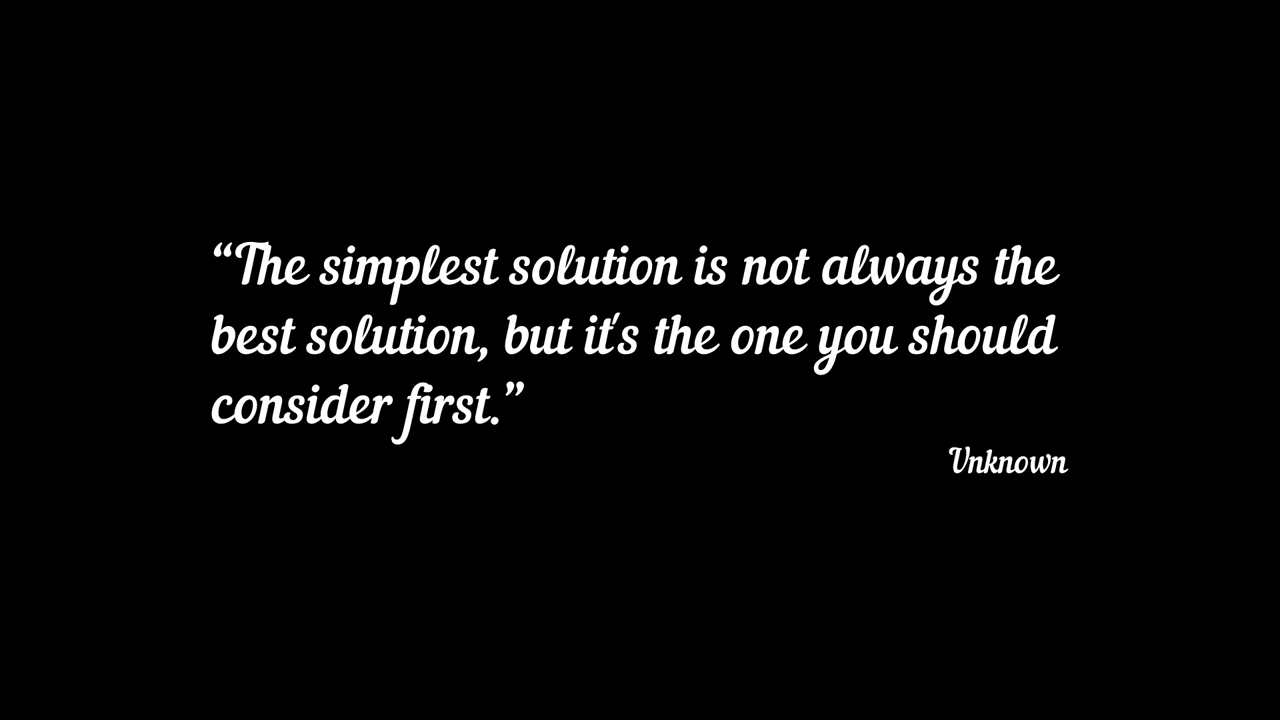 “The simplest solution is not always the
best solution, but it's the one you should
consider first.”
Unknown